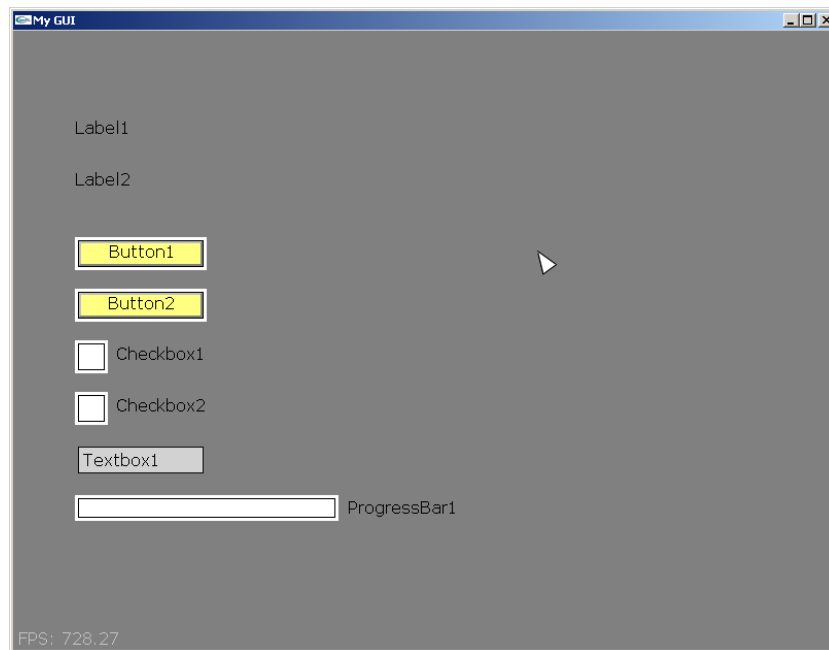 My GUI
Label1
Label2
Button1
Button2
Checkbox1
Checkbox2
Textbox1
ProgressBar1
FPS: 728.27